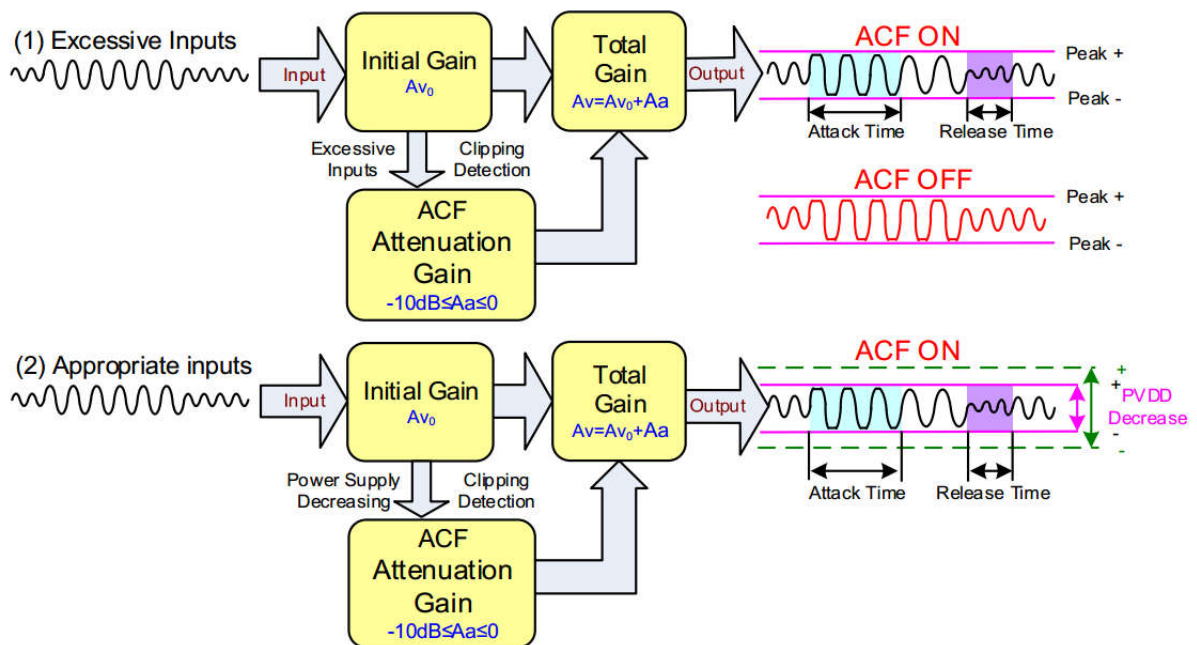 (1) Excessive Inputs
Input
Initial Gain
Av₀
Total
Gain
Av=Av₀+Aa
Output
ACF ON
Peak +
Peak -
Attack Time
Release Time
Excessive
Inputs
Clipping
Detection
ACF
Attenuation
Gain
-10dB≤Aa≤0
ACF OFF
Peak +
Peak -
(2) Appropriate inputs
Input
Initial Gain
Av₀
Total
Gain
Av=Av₀+Aa
Output
ACF ON
+
+
PVDD
Decrease
-
-
Attack Time
Release Time
Power Supply
Decreasing
Clipping
Detection
ACF
Attenuation
Gain
-10dB≤Aa≤0